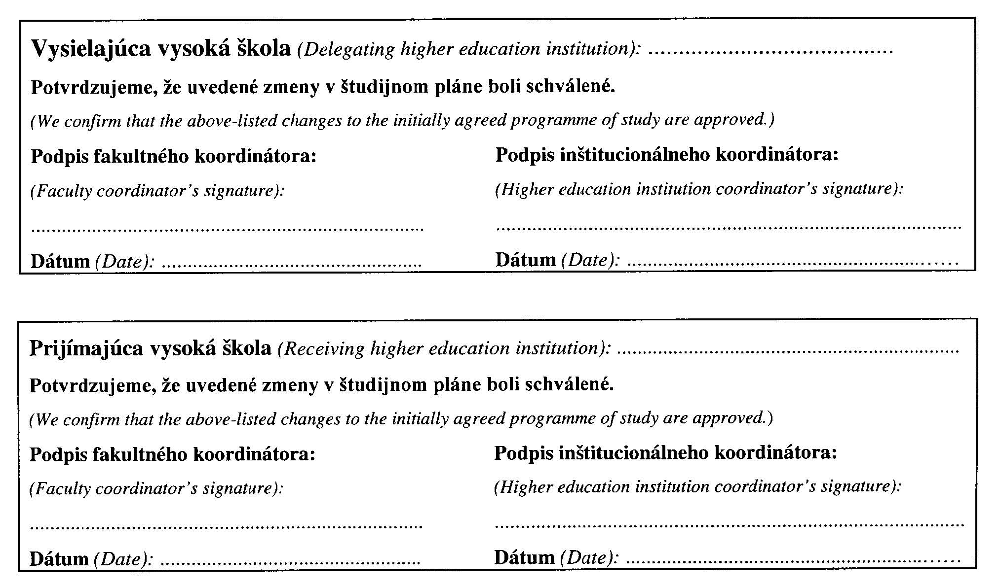 Vysielajúca vysoká škola (Delegating higher education institution): ........................................
Potvrdzujeme, že uvedené zmeny v študijnom pláne boli schválené.
(We confirm that the above-listed changes to the initially agreed programme of study are approved.)
Podpis fakultného koordinátora: Podpis inštitucionálneho koordinátora:
(Faculty coordinator's signature): (Higher education institution coordinator's signature):
................................................................................ ................................................................................
Dátum (Date): .................................................... Dátum (Date): ................................................................
Prijímajúca vysoká škola (Receiving higher education institution): ................................................................
Potvrdzujeme, že uvedené zmeny v študijnom pláne boli schválené.
(We confirm that the above-listed changes to the initially agreed programme of study are approved.)
Podpis fakultného koordinátora: Podpis inštitucionálneho koordinátora:
(Faculty coordinator's signature): (Higher education institution coordinator's signature):
................................................................................ ................................................................................
Dátum (Date): .................................................... Dátum (Date): ................................................................